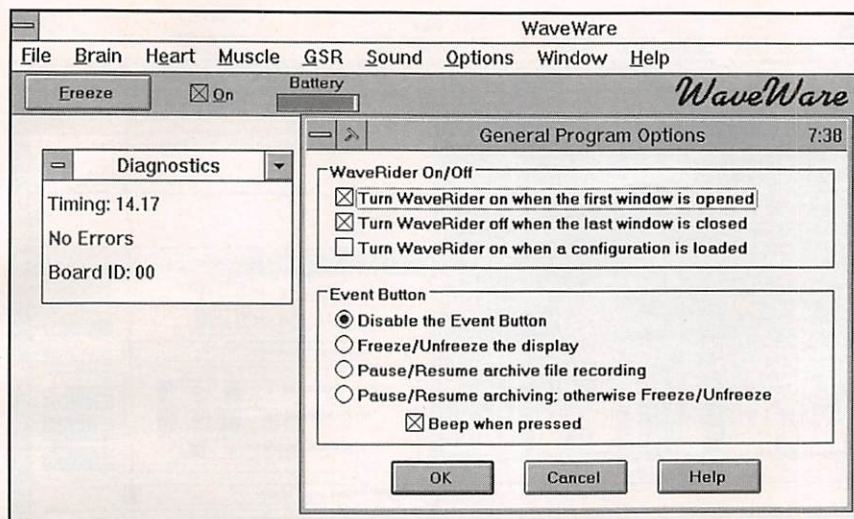 WaveWare
File Brain Heart Muscle GSR Sound Options Window Help
Freeze On Battery WaveWare
General Program Options 7:38
Diagnostics
Timing: 14.17
No Errors
Board ID: 00
WaveRider On/Off
Turn WaveRider on when the first window is opened
Turn WaveRider off when the last window is closed
Turn WaveRider on when a configuration is loaded
Event Button
Disable the Event Button
Freeze/Unfreeze the display
Pause/Resume archive file recording
Pause/Resume archiving; otherwise Freeze/Unfreeze
Beep when pressed
OK Cancel Help